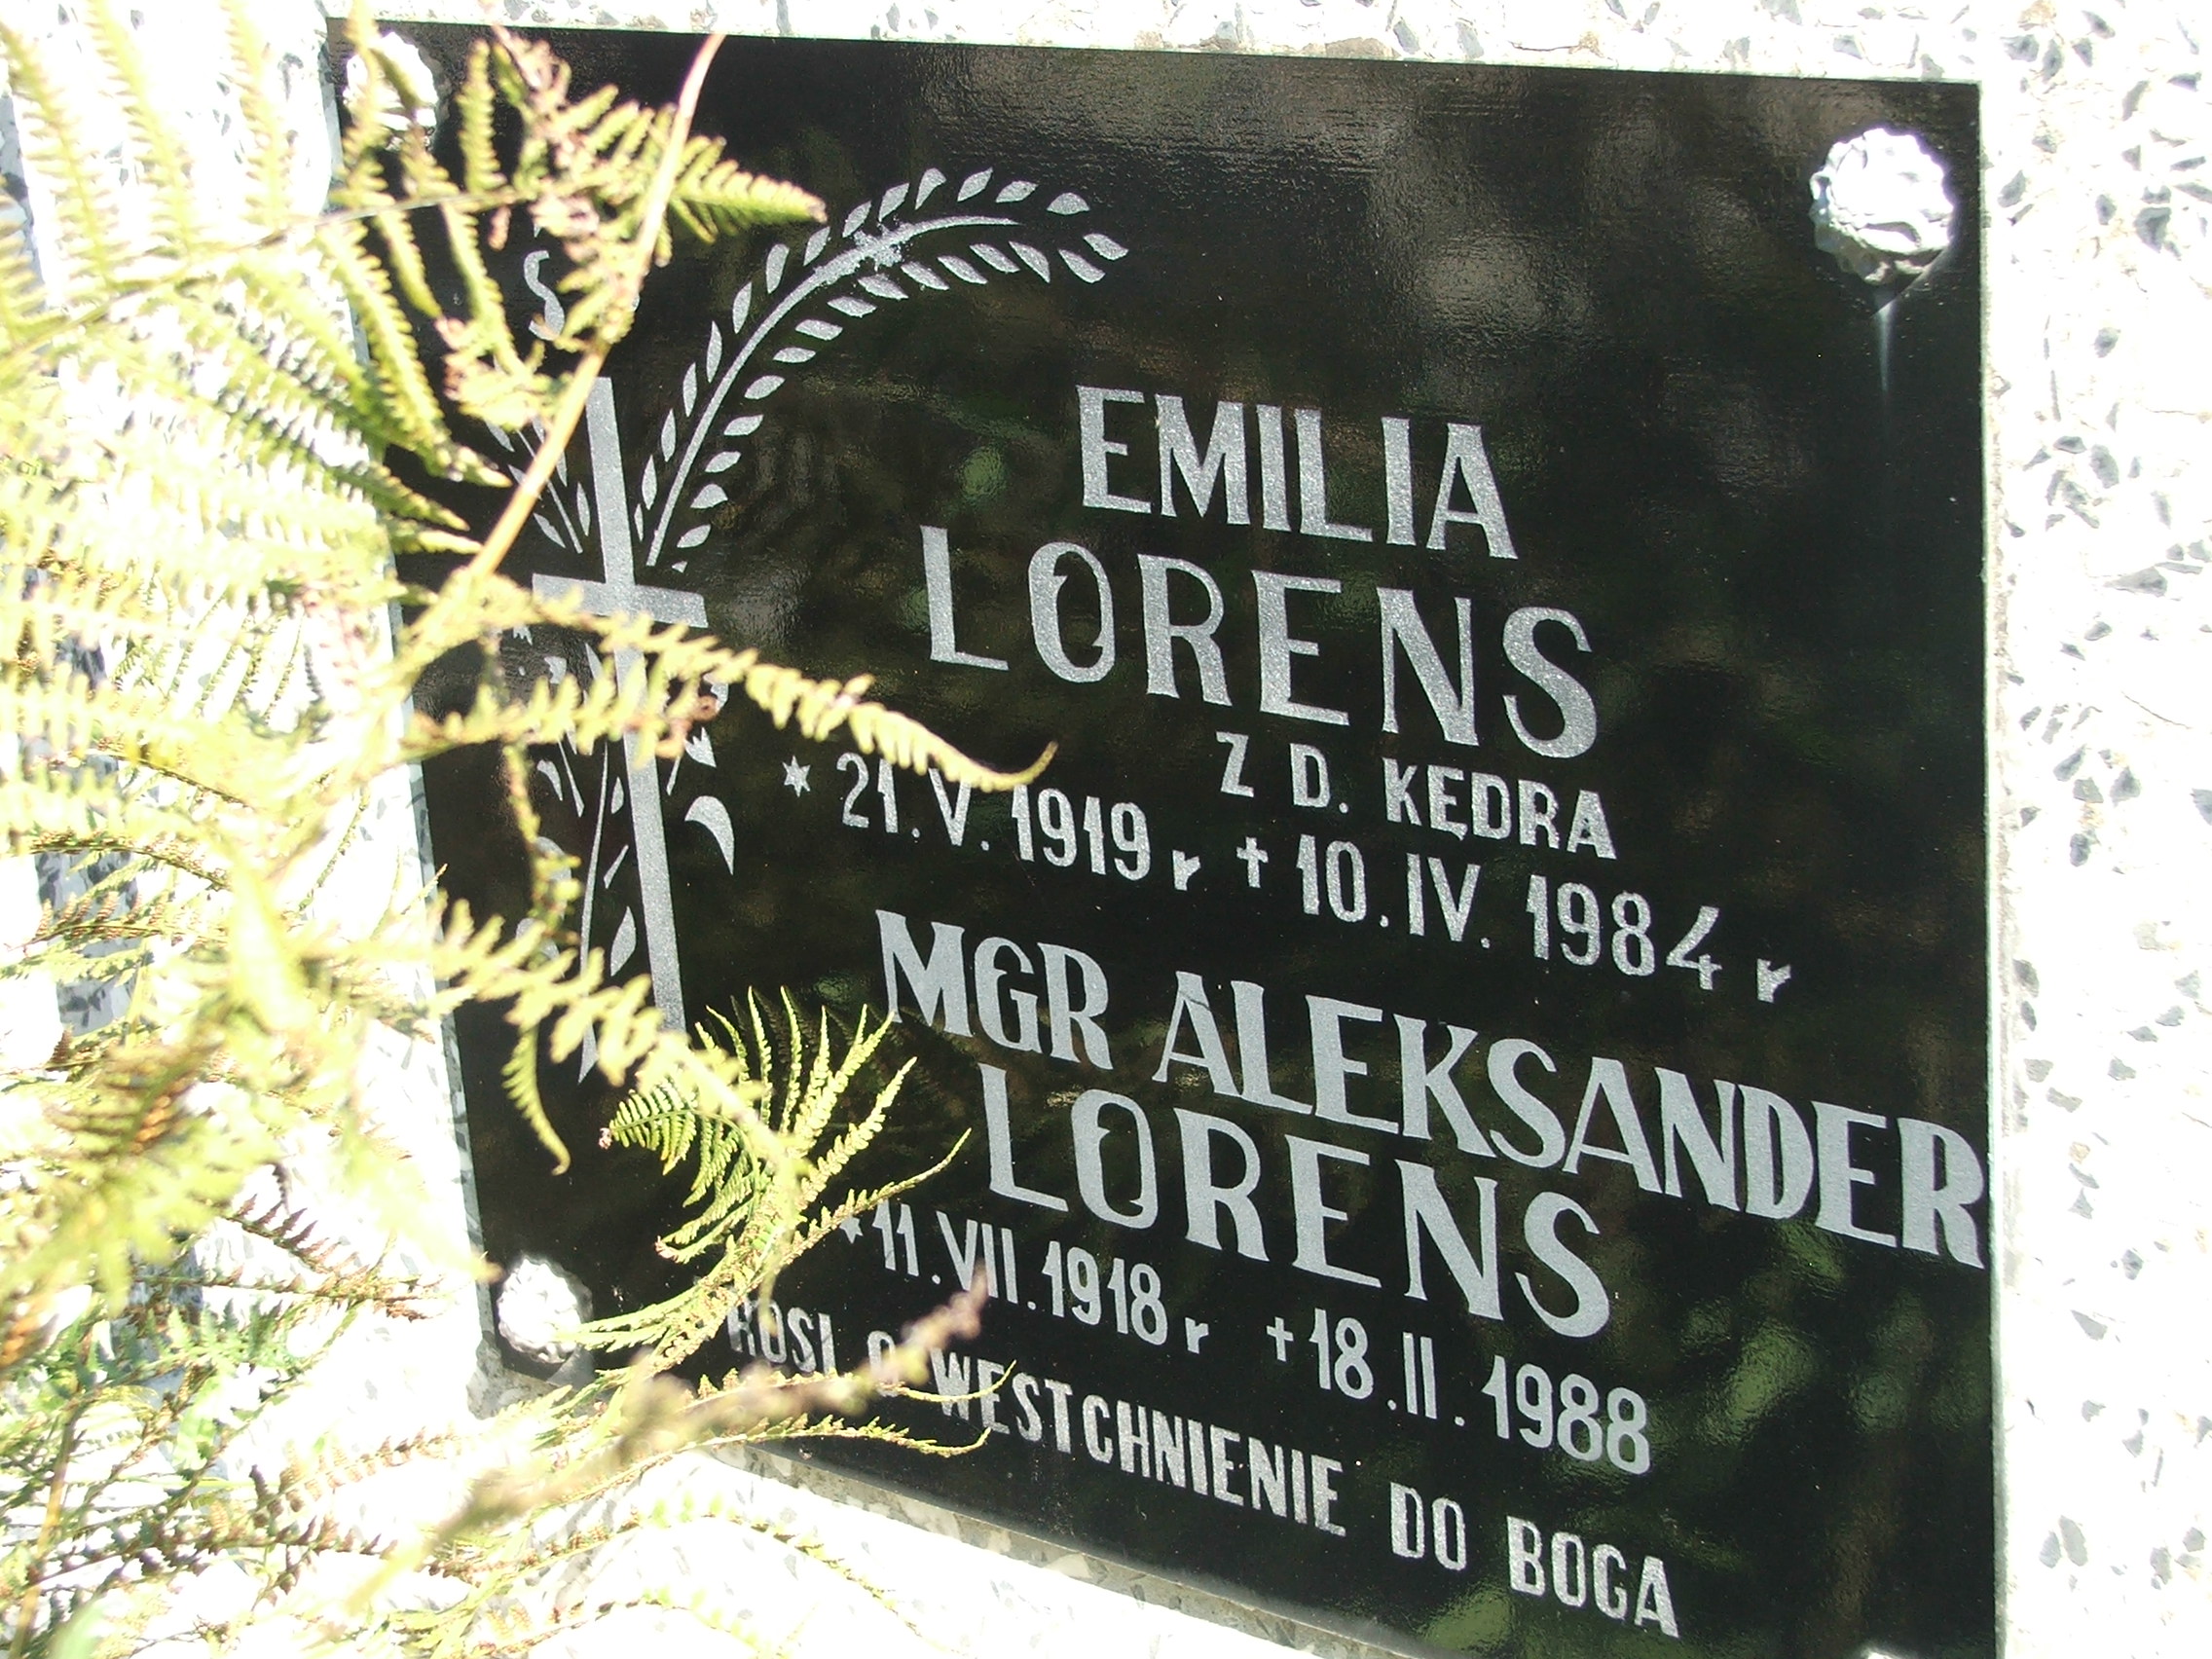 EMILIA
LORENS
Z D. KĘDRA
* 21. V. 1919 r + 10. IV. 1984 r
MGR ALEKSANDER
LORENS
* 11. VII. 1918 r + 18. II. 1988
O WESTCHNIENIE DO BOGA